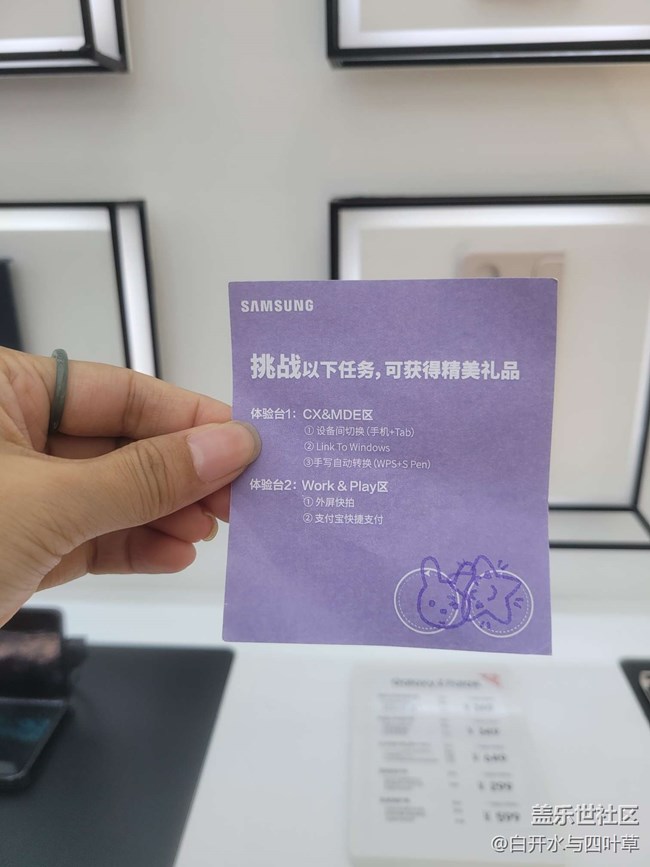 SAMSUNG
挑战以下任务，可获得精美礼品
体验台1：CX&MDE区
① 设备间切换（手机+Tab）
② Link To Windows
③手写自动转换（WPS+S Pen）
体验台2：Work & Play区
① 外屏快拍
② 支付宝快捷支付
盖乐世社区
@白开水与四叶草